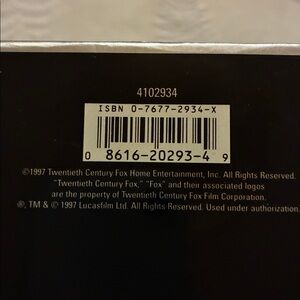 4102934
ISBN 0-7677-2934-X
0 8616-20293-4 9
©1997 Twentieth Century Fox Home Entertainment, Inc. All Rights Reserved.
"Twentieth Century Fox," "Fox" and their associated logos
are the property of Twentieth Century Fox Film Corporation.
®, TM & © 1997 Lucasfilm Ltd. All Rights Reserved. Used under authorization